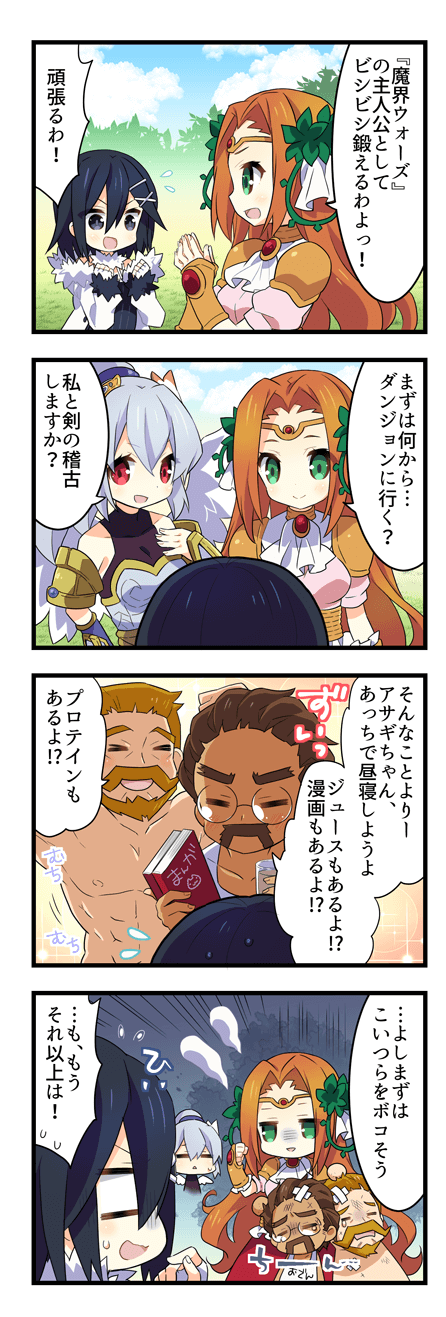 『魔界ウォーズ』
の主人公として
ビシビシ鍛えるわよっ！
頑張るわ！
まずは何から…
ダンジョンに行く？
私と剣の稽古
しますか？
そんなことよりー
アサギちゃん、
あっちで昼寝しようよ
ずいっ
ジュースもあるよ!?
漫画もあるよ!?
プロテインも
あるよ!?
まんが
むち
むち
…よしまずは
こいつらをボコそう
ひぃ
…も、もう
それ以上は！
ちーん…
おさん